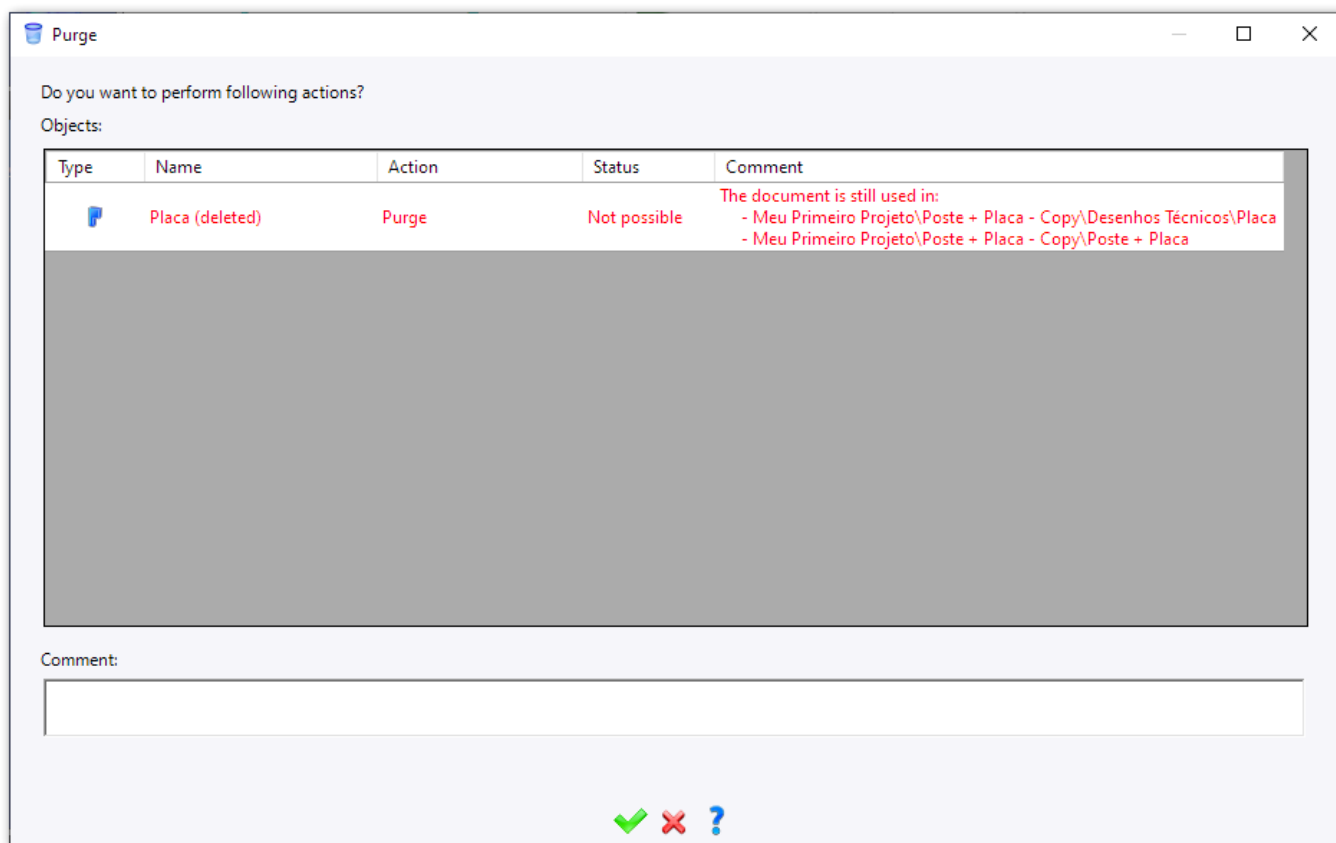 Purge
Do you want to perform following actions?
Objects:
Type Name Action Status Comment
The document is still used in:
Placa (deleted) Purge Not possible - Meu Primeiro Projeto\Poste + Placa - Copy\Desenhos Técnicos\Placa
- Meu Primeiro Projeto\Poste + Placa - Copy\Poste + Placa
Comment: